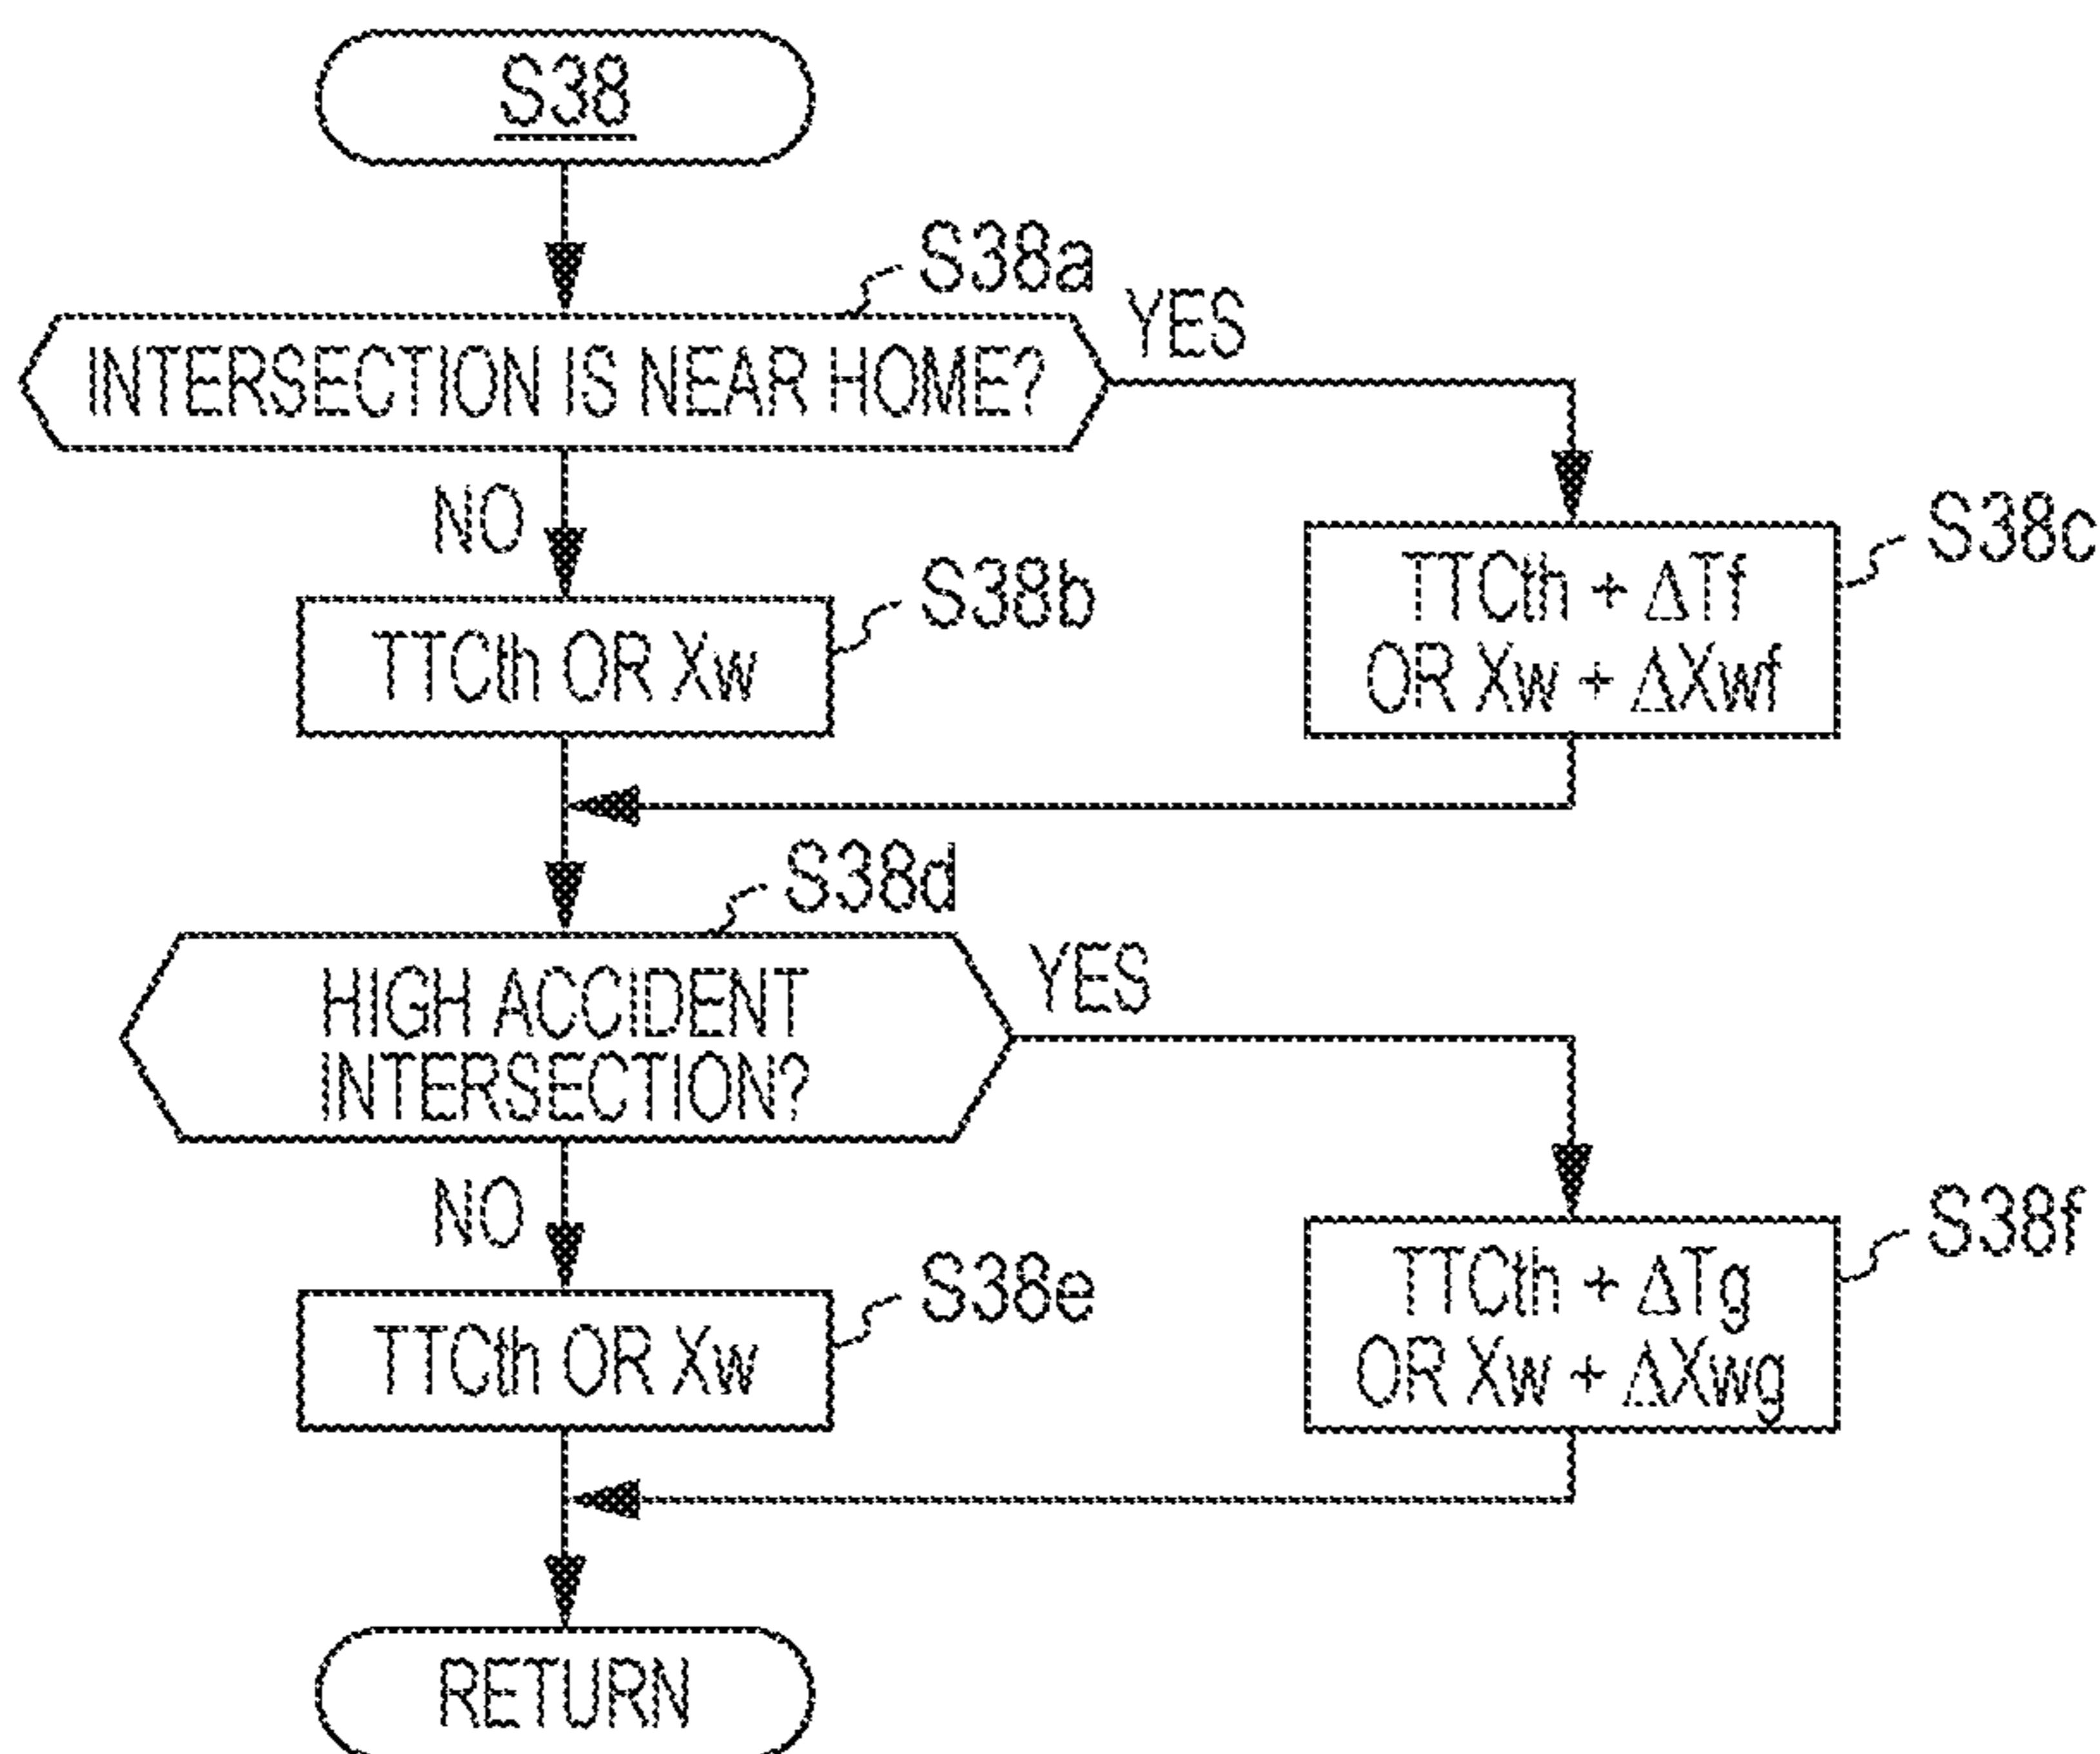 S38
S38a
YES
INTERSECTION IS NEAR HOME?
NO
S38b
TTCth OR Xw
S38c
TTCth + ΔTf
OR Xw + ΔXwf
S38d
HIGH ACCIDENT
INTERSECTION?
YES
NO
S38e
TTCth OR Xw
S38f
TTCth + ΔTg
OR Xw + ΔXwg
RETURN